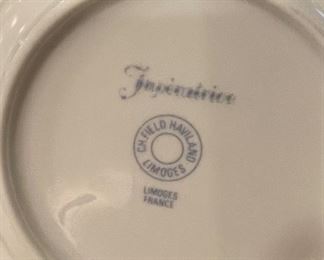 Imperatrice
CH. FIELD HAVILAND
LIMOGES
LIMOGES
FRANCE